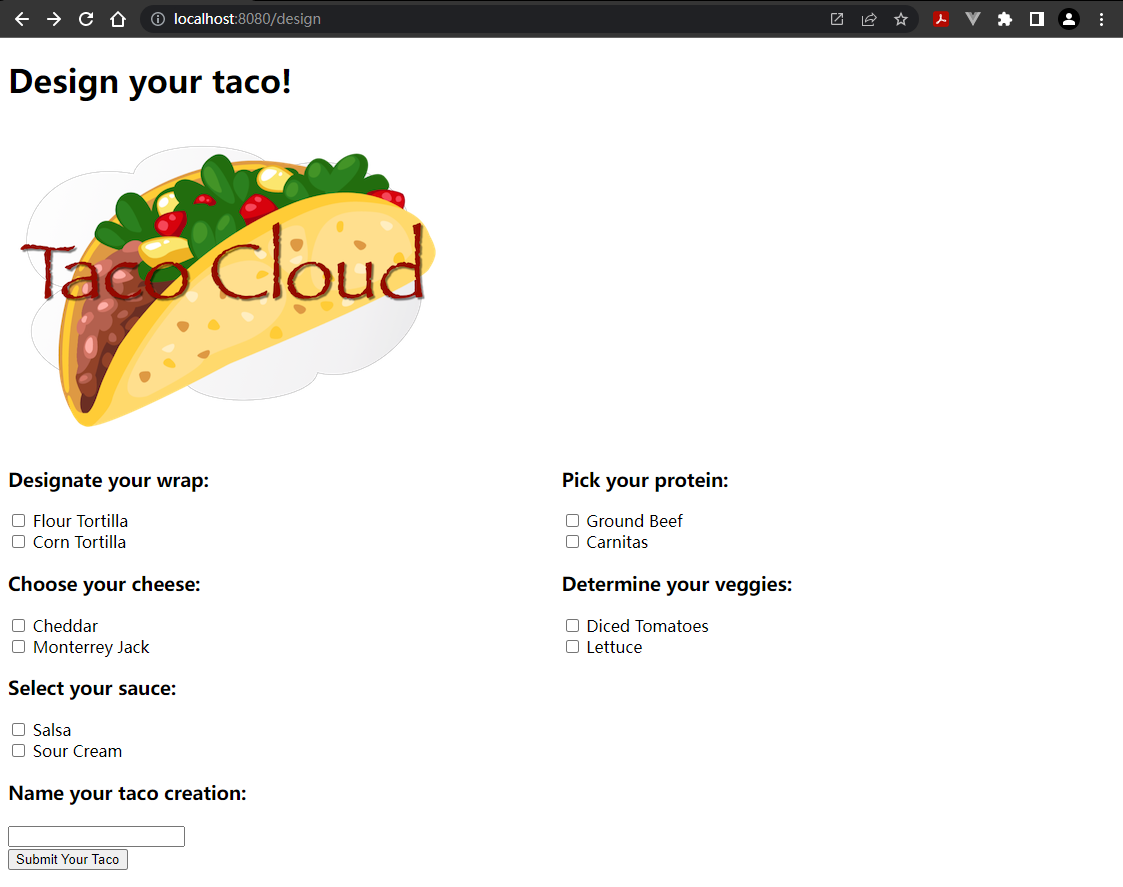 localhost:8080/design
Design your taco!
Taco Cloud
Designate your wrap:
Flour Tortilla
Corn Tortilla
Pick your protein:
Ground Beef
Carnitas
Choose your cheese:
Cheddar
Monterrey Jack
Determine your veggies:
Diced Tomatoes
Lettuce
Select your sauce:
Salsa
Sour Cream
Name your taco creation:
Submit Your Taco